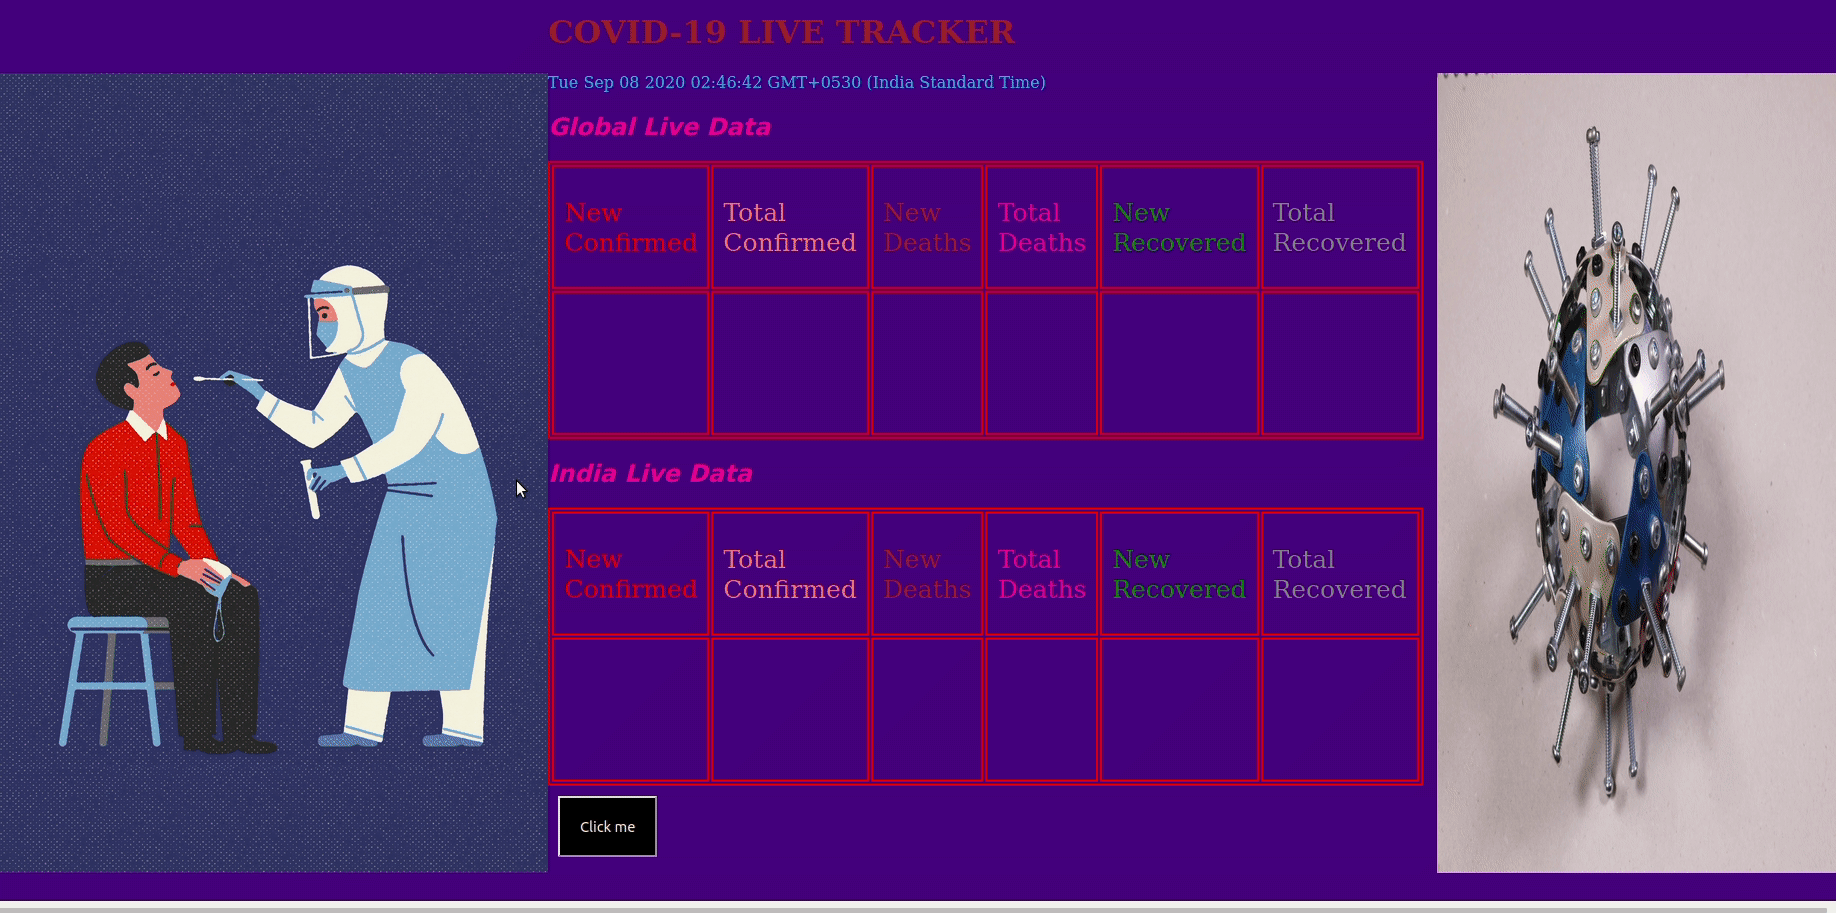 COVID-19 LIVE TRACKER
Tue Sep 08 2020 02:46:42 GMT+0530 (India Standard Time)
Global Live Data
New Confirmed
Total Confirmed
New Deaths
Total Deaths
New Recovered
Total Recovered
India Live Data
New Confirmed
Total Confirmed
New Deaths
Total Deaths
New Recovered
Total Recovered
Click me